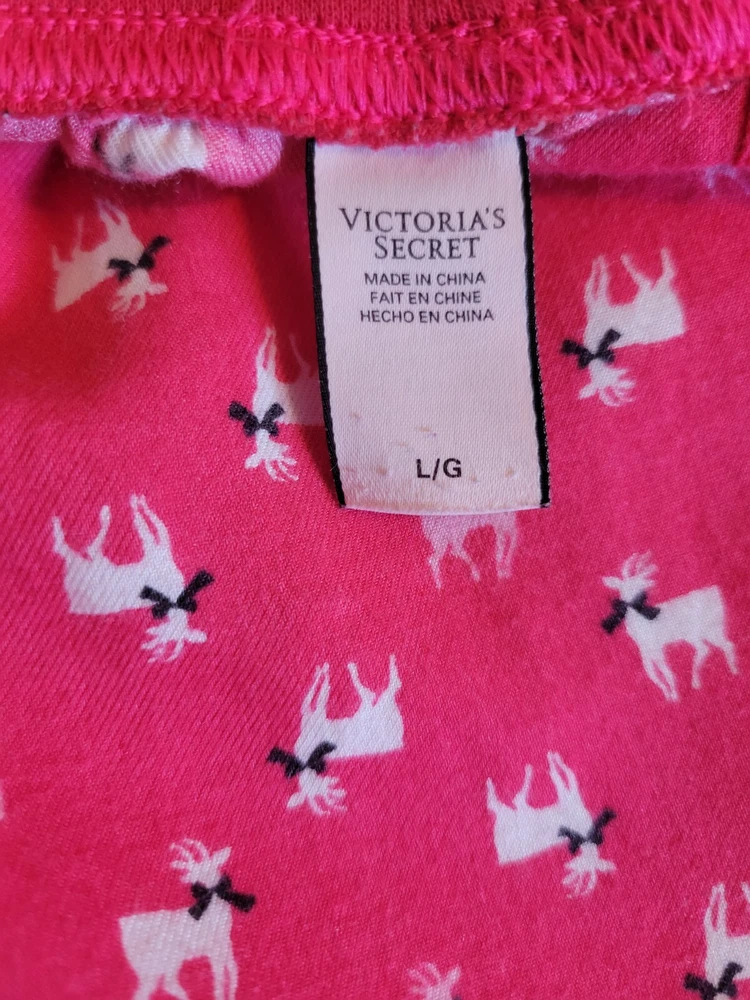 VICTORIA'S
SECRET
MADE IN CHINA
FAIT EN CHINE
HECHO EN CHINA
L/G